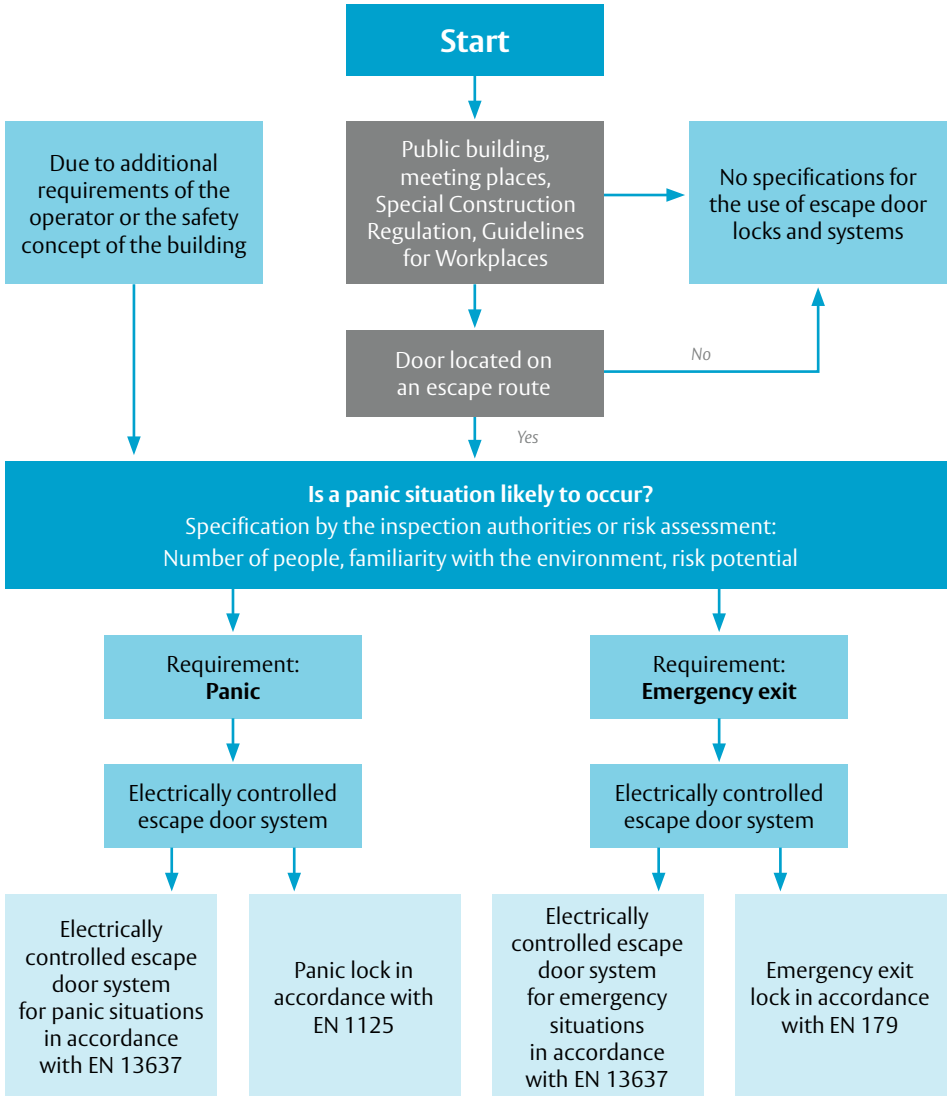 Start
Due to additional
requirements of the
operator or the safety
concept of the building
Public building,
meeting places,
Special Construction
Regulation, Guidelines
for Workplaces
No specifications for
the use of escape door
locks and systems
Door located on
an escape route
No
Yes
Is a panic situation likely to occur?
Specification by the inspection authorities or risk assessment:
Number of people, familiarity with the environment, risk potential
Requirement:
Panic
Requirement:
Emergency exit
Electrically controlled
escape door system
Electrically controlled
escape door system
Electrically
controlled escape
door system
for panic situations
in accordance
with EN 13637
Panic lock in
accordance with
EN 1125
Electrically
controlled escape
door system
for emergency
situations
in accordance
with EN 13637
Emergency exit
lock in accordance
with EN 179